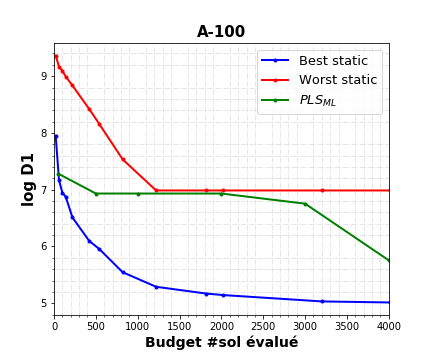 A-100
Best static
Worst static
PLS_ML
log D1
9
8
7
6
5
0 500 1000 1500 2000 2500 3000 3500 4000
Budget #sol évalué